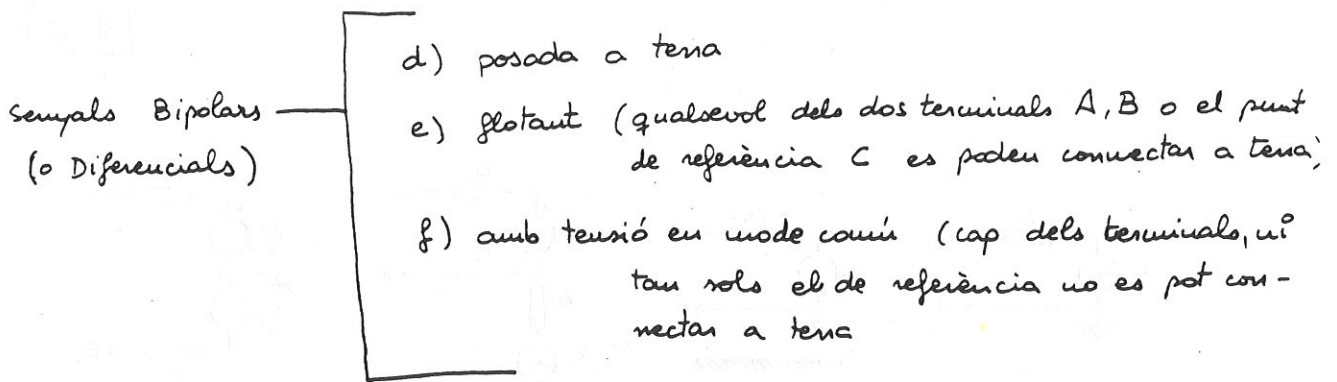 senyals Bipolars
(o Diferencials)
d) posada a terra
e) flotant (qualsevol dels dos terminals A, B o el punt
de referència C es poden connectar a terra)
f) amb tensió en mode comú (cap dels terminals, ni
tan sols el de referència no es pot con-
nectar a terra